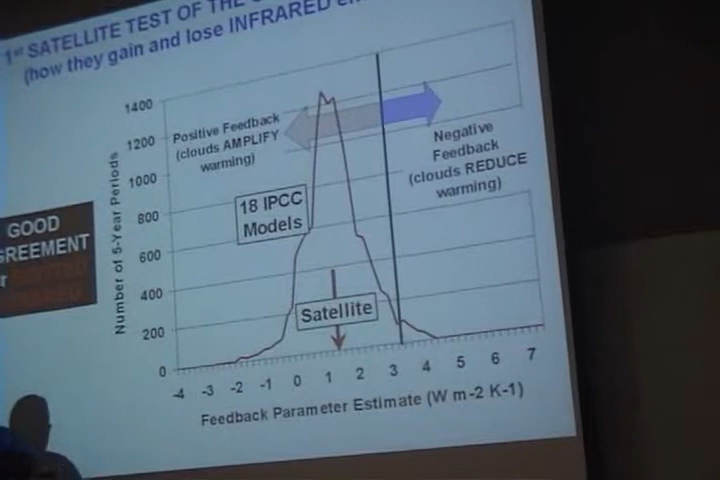 1st SATELLITE TEST OF THE
(how they gain and lose INFRARED
1400
1200
1000
800
600
400
200
0
Number of 5-Year Periods
Positive Feedback
(clouds AMPLIFY
warming)
Negative
Feedback
(clouds REDUCE
warming)
18 IPCC
Models
GOOD
GREEMENT
Satellite
-4 -3 -2 -1 0 1 2 3 4 5 6 7
Feedback Parameter Estimate (W m-2 K-1)